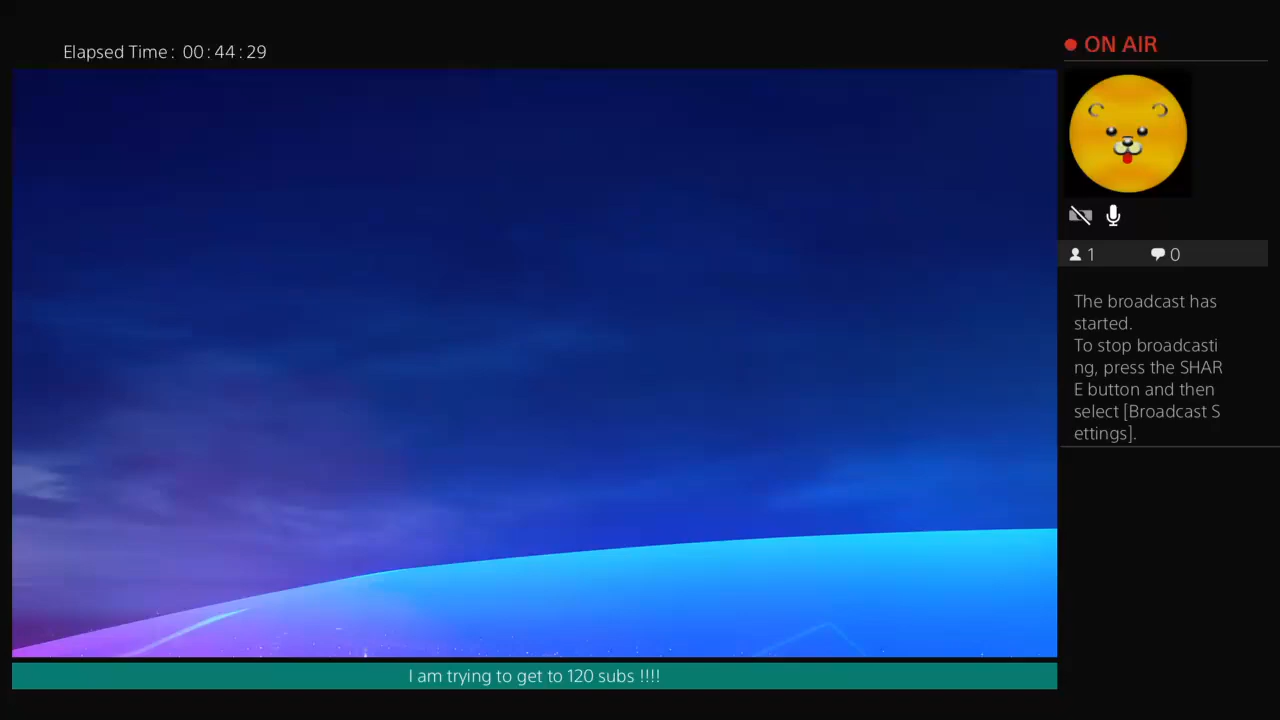 Elapsed Time: 00:44:29
ON AIR
1 0
The broadcast has
started.
To stop broadcasti
ng, press the SHAR
E button and then
select [Broadcast S
ettings].
I am trying to get to 120 subs !!!!